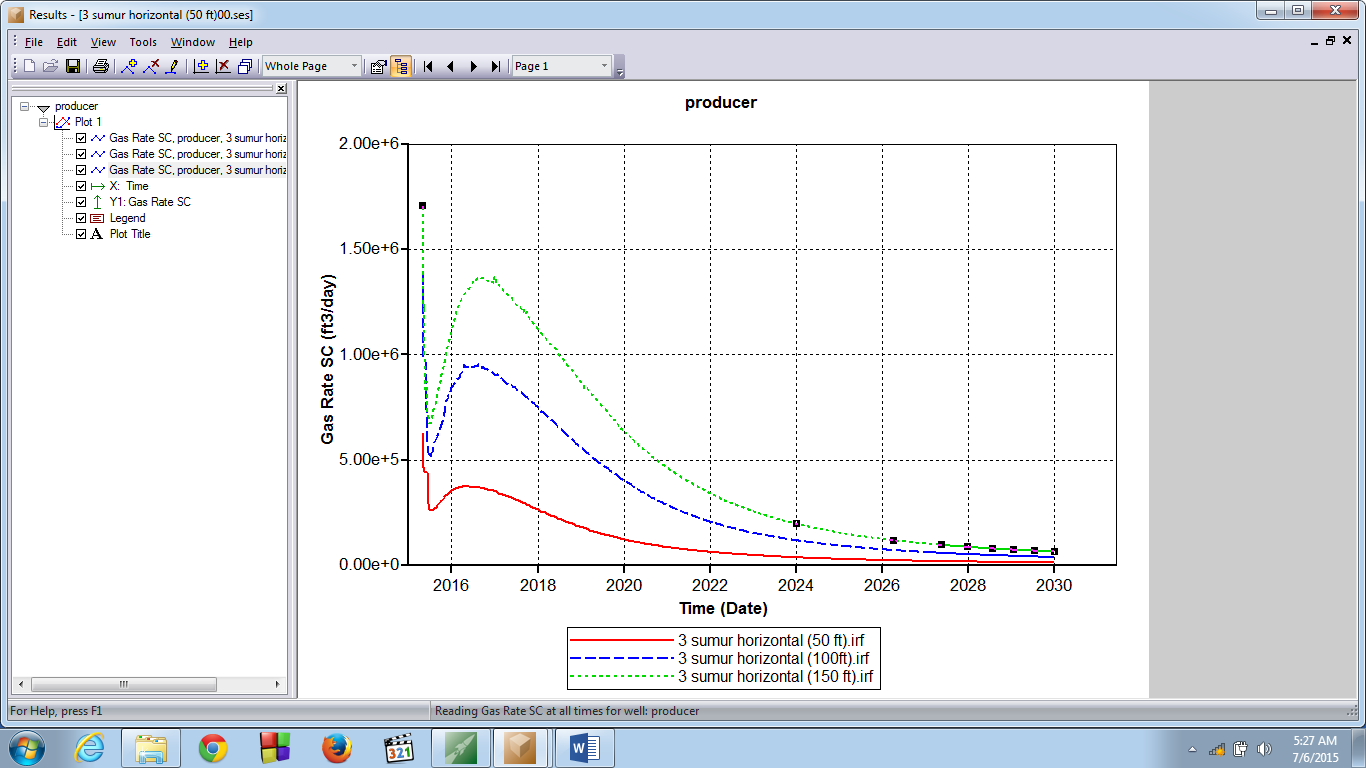 Results - [3 sumur horizontal (50 ft)00.ses]
File Edit View Tools Window Help
Whole Page
Page 1
producer
Plot 1
Gas Rate SC, producer, 3 sumur horiz
Gas Rate SC, producer, 3 sumur horiz
Gas Rate SC, producer, 3 sumur horiz
X: Time
Y1: Gas Rate SC
Legend
A Plot Title
producer
Gas Rate SC (ft3/day)
2.00e+6
1.50e+6
1.00e+6
5.00e+5
0.00e+0
2016 2018 2020 2022 2024 2026 2028 2030
Time (Date)
3 sumur horizontal (50 ft).irf
3 sumur horizontal (100ft).irf
3 sumur horizontal (150 ft).irf
For Help, press F1
Reading Gas Rate SC at all times for well: producer
321
W
5:27 AM
7/6/2015